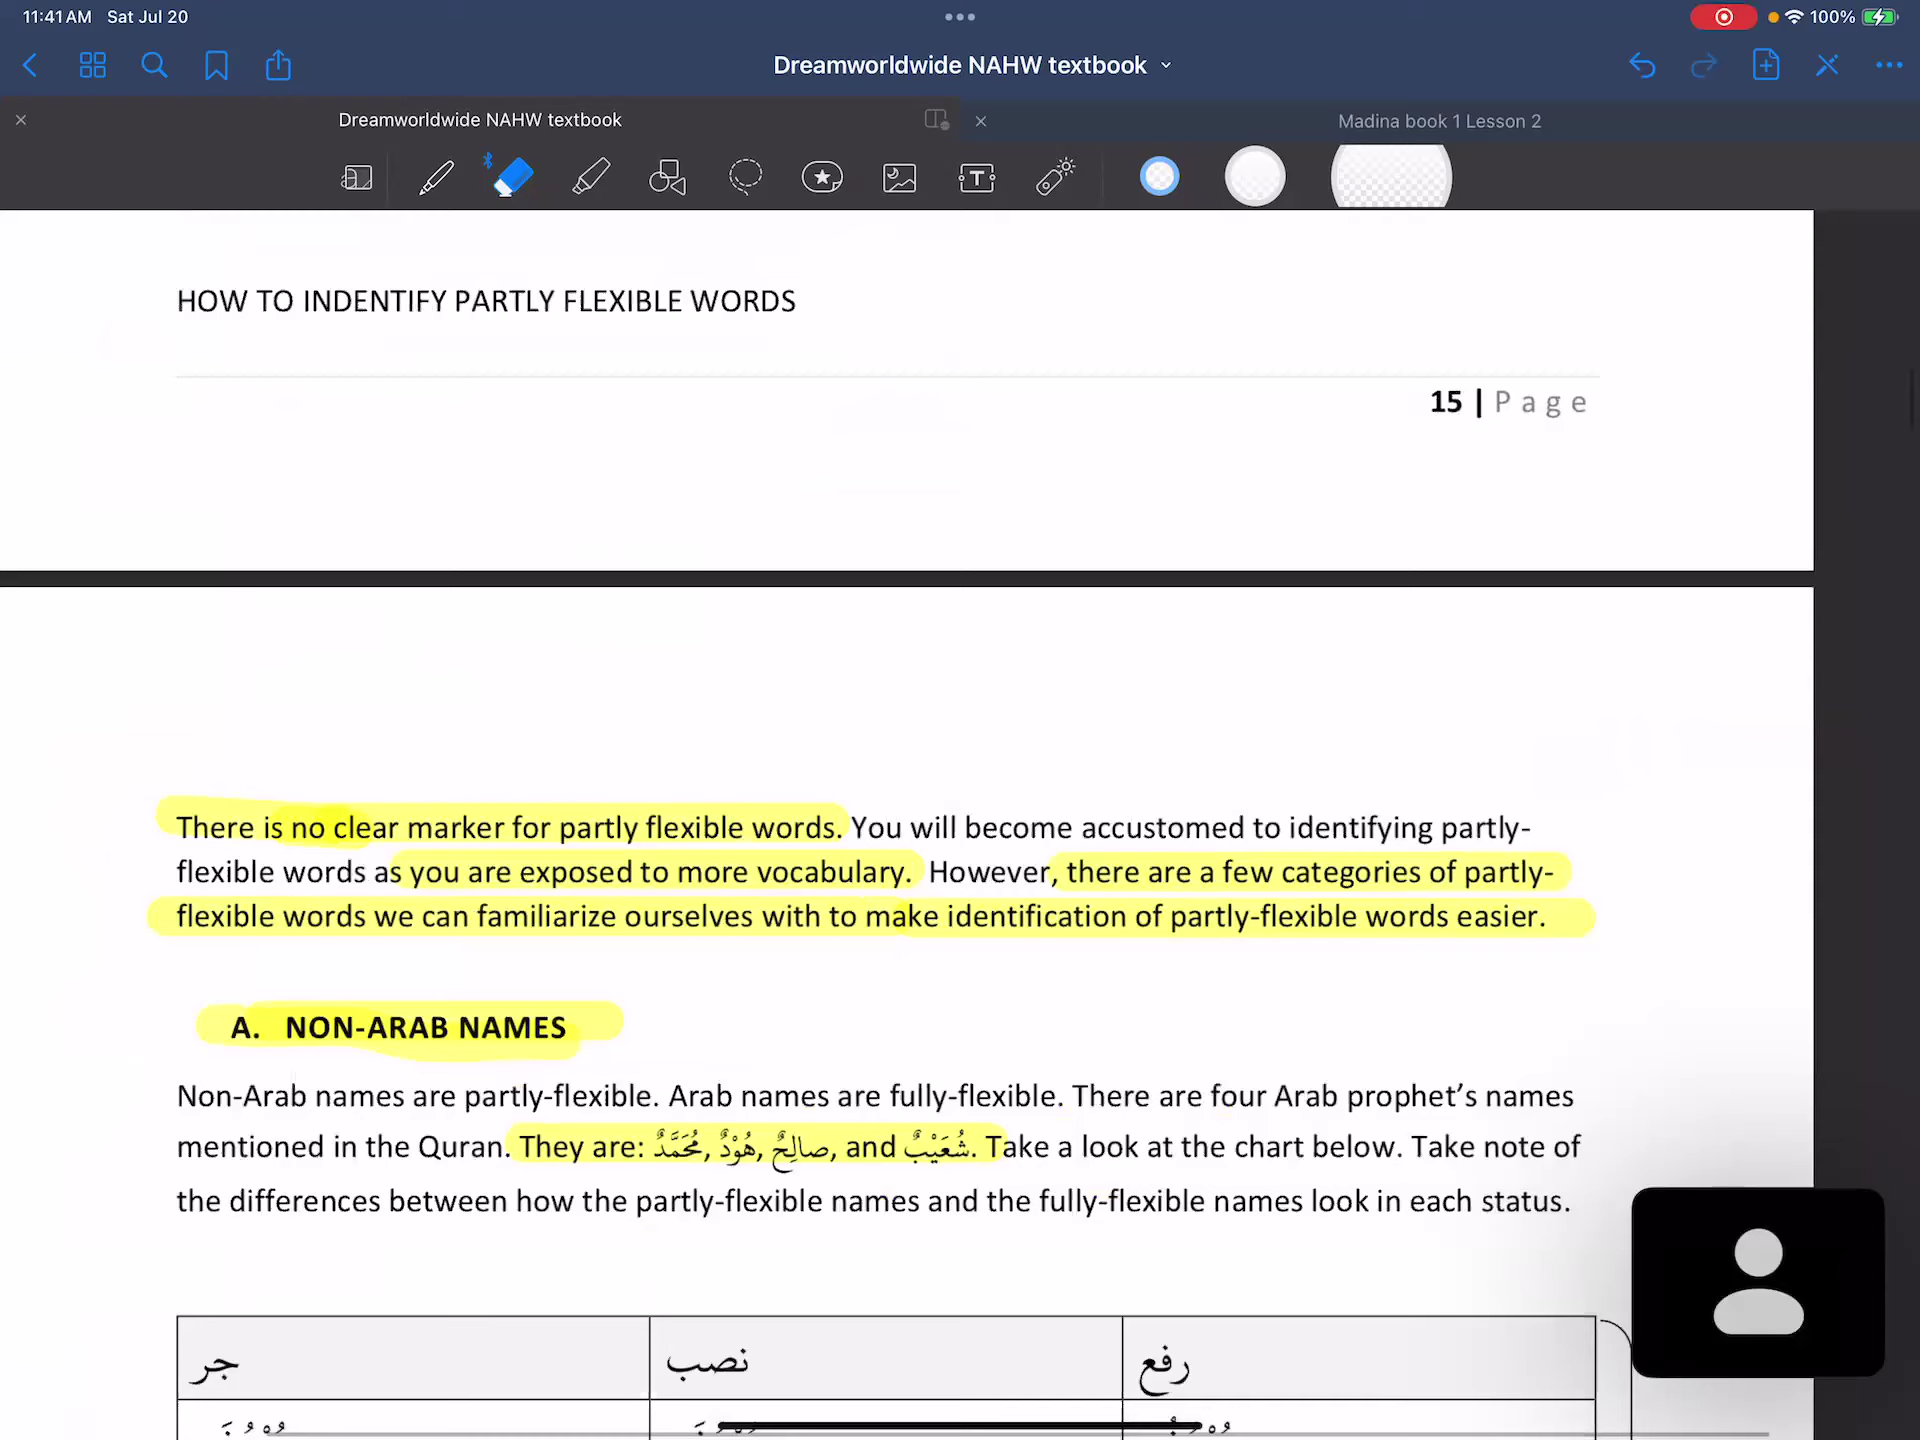 11:41 AM Sat Jul 20
100%
Dreamworldwide NAHW textbook
Dreamworldwide NAHW textbook
Madina book 1 Lesson 2
HOW TO INDENTIFY PARTLY FLEXIBLE WORDS
15 | Page
There is no clear marker for partly flexible words. You will become accustomed to identifying partly-
flexible words as you are exposed to more vocabulary. However, there are a few categories of partly-
flexible words we can familiarize ourselves with to make identification of partly-flexible words easier.
A. NON-ARAB NAMES
Non-Arab names are partly-flexible. Arab names are fully-flexible. There are four Arab prophet’s names
mentioned in the Quran. They are: مُحَمَّدٌ, هُوْدٌ, صالِحٌ, and شُعَيْبٌ. Take a look at the chart below. Take note of
the differences between how the partly-flexible names and the fully-flexible names look in each status.
جر نصب رفع